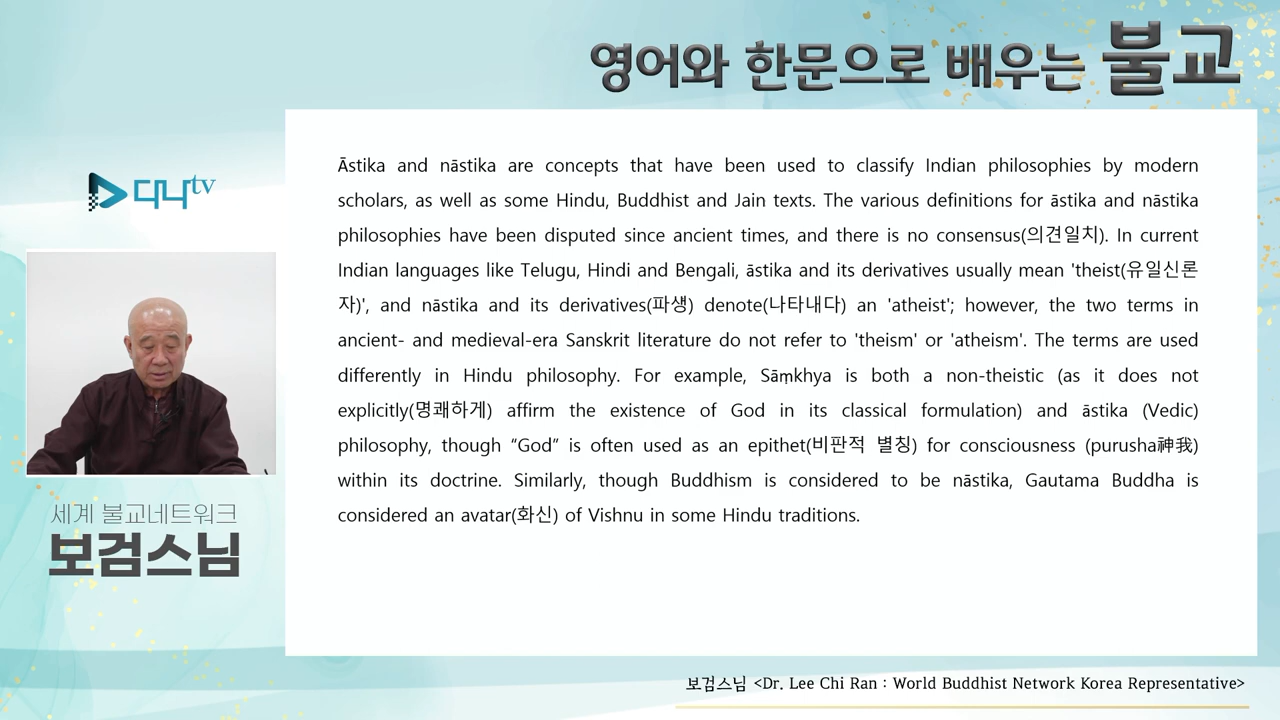 영어와 한문으로 배우는 불교
디나tv
Āstika and nāstika are concepts that have been used to classify Indian philosophies by modern
scholars, as well as some Hindu, Buddhist and Jain texts. The various definitions for āstika and nāstika
philosophies have been disputed since ancient times, and there is no consensus(의견일치). In current
Indian languages like Telugu, Hindi and Bengali, āstika and its derivatives usually mean 'theist(유일신론
자)', and nāstika and its derivatives(파생) denote(나타내다) an 'atheist'; however, the two terms in
ancient- and medieval-era Sanskrit literature do not refer to 'theism' or 'atheism'. The terms are used
differently in Hindu philosophy. For example, Sāṃkhya is both a non-theistic (as it does not
explicitly(명쾌하게) affirm the existence of God in its classical formulation) and āstika (Vedic)
philosophy, though “God” is often used as an epithet(비판적 별칭) for consciousness (purusha神我)
within its doctrine. Similarly, though Buddhism is considered to be nāstika, Gautama Buddha is
considered an avatar(화신) of Vishnu in some Hindu traditions.
세계 불교네트워크
보검스님
보검스님 <Dr. Lee Chi Ran : World Buddhist Network Korea Representative>